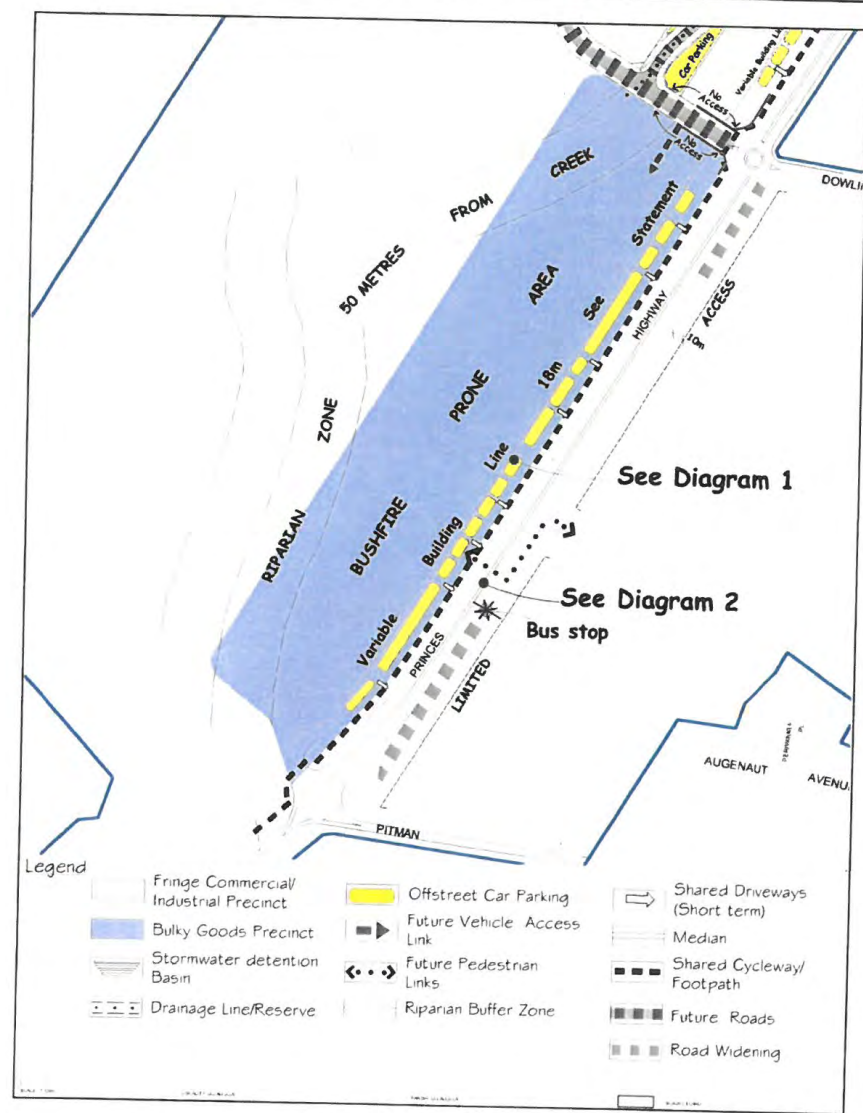 Car Parking
Variable Building Li
No
Access
No
Access
DOWLI
CREEK
FROM
50 METRES
Statement
AREA
See
HIGHWAY
ACCESS
10m
18m
PRONE
ZONE
Line
See Diagram 1
BUSHFIRE
Building
RIPARIAN
See Diagram 2
Bus stop
Variable
PRINCES
LIMITED
AUGENAUT
AVENU
PITMAN
Legend
Fringe Commercial/
Industrial Precinct
Bulky Goods Precinct
Stormwater detention
Basin
Drainage Line/Reserve
Offstreet Car Parking
Future Vehicle Access
Link
Future Pedestrian
Links
Riparian Buffer Zone
Shared Driveways
(Short term)
Median
Shared Cycleway/
Footpath
Future Roads
Road Widening